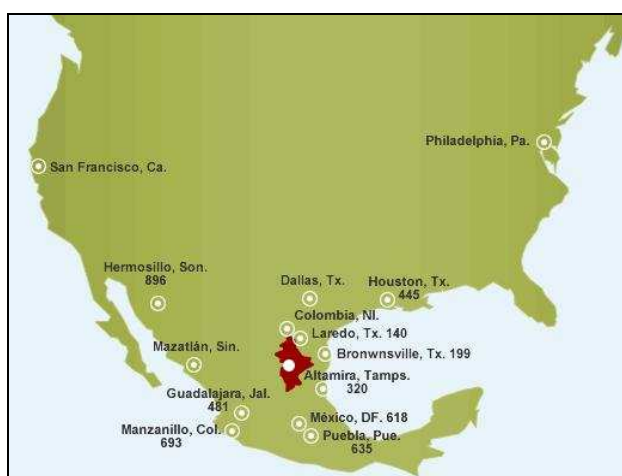 Philadelphia, Pa.
San Francisco, Ca.
Hermosillo, Son.
896
Dallas, Tx.
Houston, Tx.
445
Colombia, Nl.
Laredo, Tx. 140
Mazatlán, Sin.
Bronwnsville, Tx. 199
Altamira, Tamps.
320
Guadalajara, Jal.
481
México, DF. 618
Manzanillo, Col.
693
Puebla, Pue.
635